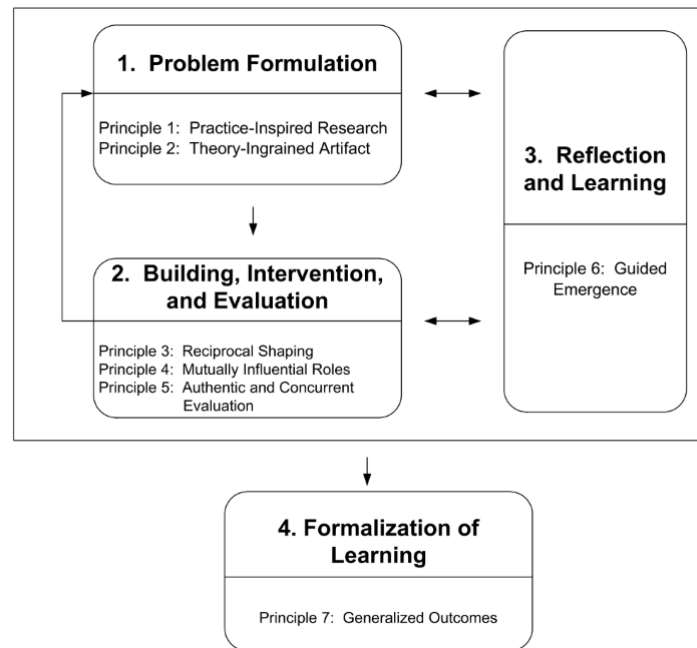 1. Problem Formulation
Principle 1: Practice-Inspired Research
Principle 2: Theory-Ingrained Artifact
2. Building, Intervention,
and Evaluation
Principle 3: Reciprocal Shaping
Principle 4: Mutually Influential Roles
Principle 5: Authentic and Concurrent
Evaluation
3. Reflection
and Learning
Principle 6: Guided
Emergence
4. Formalization of
Learning
Principle 7: Generalized Outcomes